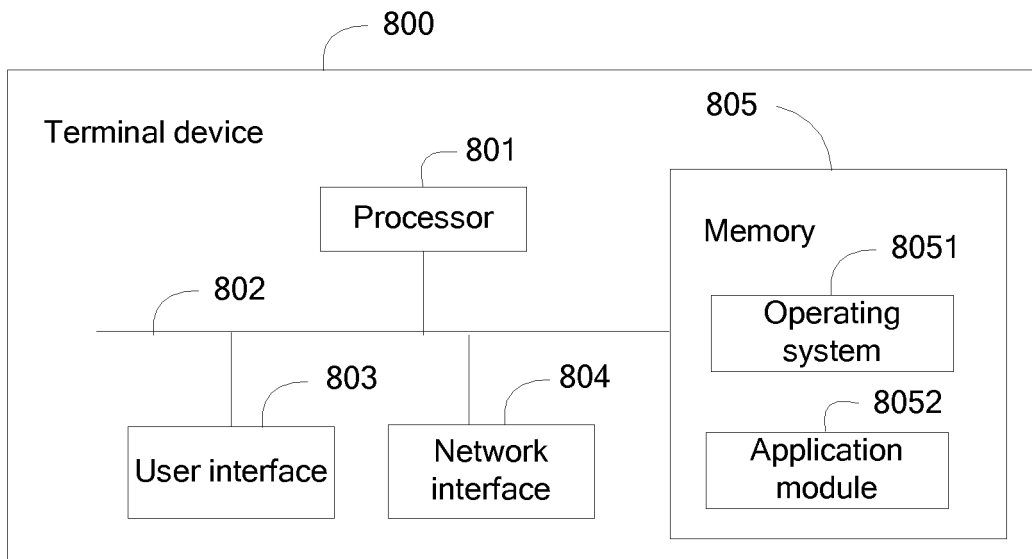 800
805
Terminal device
801
Processor
Memory
8051
802
Operating
system
803
804
8052
User interface
Network
interface
Application
module